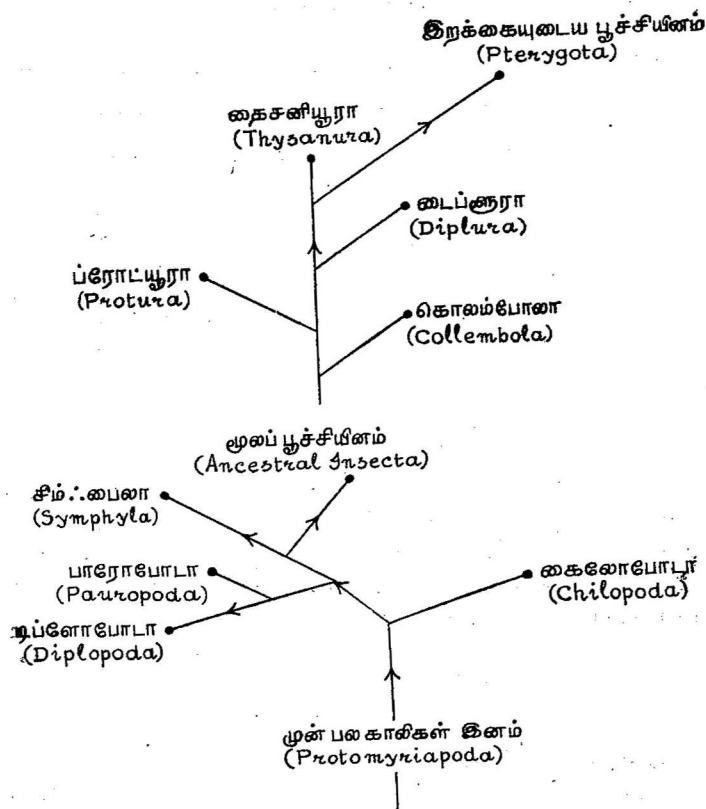 இறக்கையுடைய பூச்சியினம்
(Pterygota)
தைசனியூரா
(Thysanura)
டைப்ளூரா
(Diplura)
ப்ரோட்யூரா
(Protura)
கொலம்போலா
(Collembola)
மூலப் பூச்சியினம்
(Ancestral Insecta)
சிம்ஃபைலா
(Symphyla)
பாரோபோடா
(Pauropoda)
கைலோபோடா
(Chilopoda)
டிப்ளோபோடா
(Diplopoda)
முன் பலகாலிகள் இனம்
(Protomyriapoda)